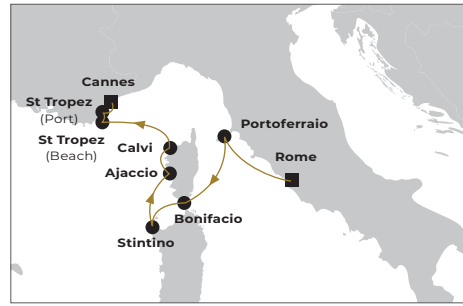 Cannes
St Tropez
(Port)
St Tropez
(Beach)
Calvi
Ajaccio
Portoferraio
Rome
Bonifacio
Stintino